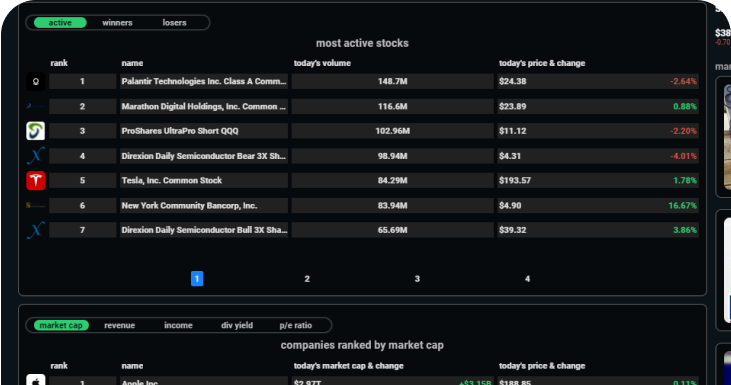 active winners losers
most active stocks
rank name today's volume today's price & change
1 Palantir Technologies Inc. Class A Comm... 148.7M $24.38 -2.64%
2 Marathon Digital Holdings, Inc. Common ... 116.6M $23.89 0.88%
3 ProShares UltraPro Short QQQ 102.96M $11.12 -2.20%
4 Direxion Daily Semiconductor Bear 3X Sh... 98.94M $4.31 -4.01%
5 Tesla, Inc. Common Stock 84.29M $193.57 1.78%
6 New York Community Bancorp, Inc. 83.94M $4.90 16.67%
7 Direxion Daily Semiconductor Bull 3X Sha... 65.69M $39.32 3.86%
1 2 3 4
market cap revenue income div yield p/e ratio
companies ranked by market cap
rank name today's market cap & change today's price & change
1 Apple Inc. $2.97T +$3.15B $188.85 0.11%
$38
-0.70
mar